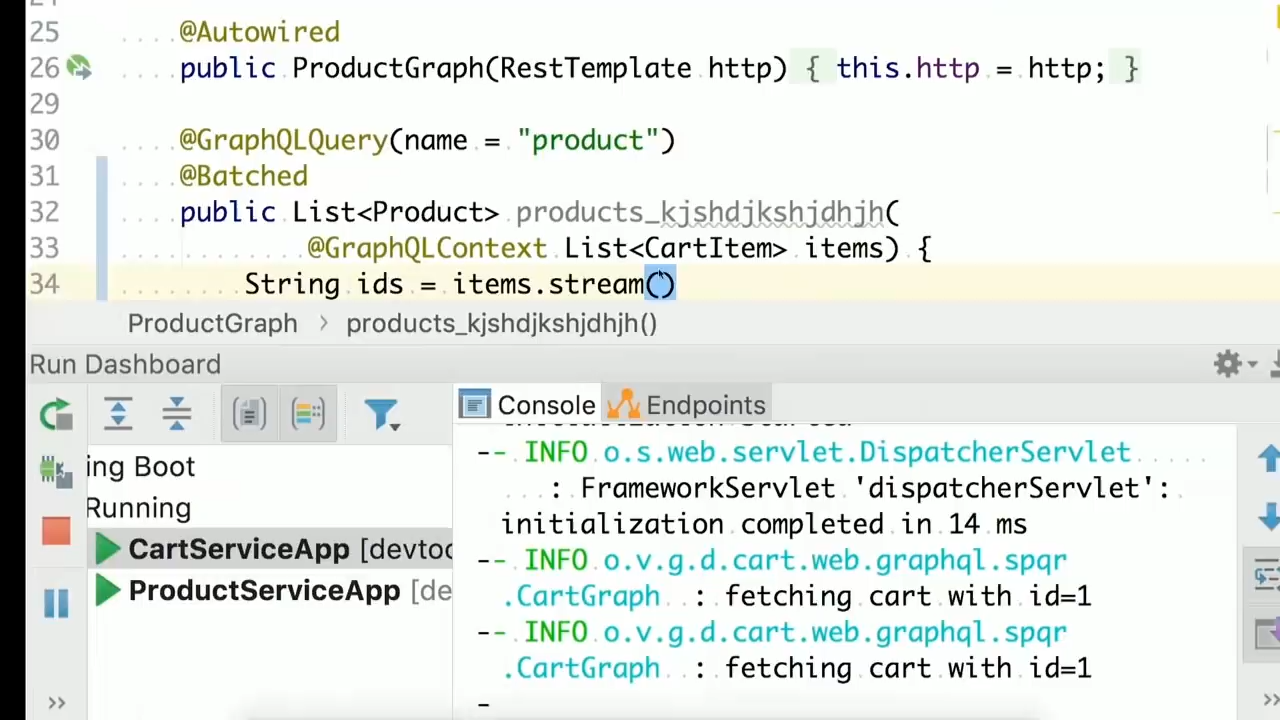 25 @Autowired
26 public ProductGraph(RestTemplate http) { this.http = http; }
29
30 @GraphQLQuery(name = "product")
31 @Batched
32 public List<Product> products_kjshdjkshjdhjh(
33 @GraphQLContext List<CartItem> items) {
34 String ids = items.stream()
ProductGraph › products_kjshdjkshjdhjh()
Run Dashboard
Console Endpoints
ing Boot
Running
CartServiceApp [devtoo
ProductServiceApp [de
-- INFO o.s.web.servlet.DispatcherServlet
: FrameworkServlet 'dispatcherServlet':
initialization completed in 14 ms
-- INFO o.v.g.d.cart.web.graphql.spqr
.CartGraph : fetching cart with id=1
-- INFO o.v.g.d.cart.web.graphql.spqr
.CartGraph : fetching cart with id=1
-